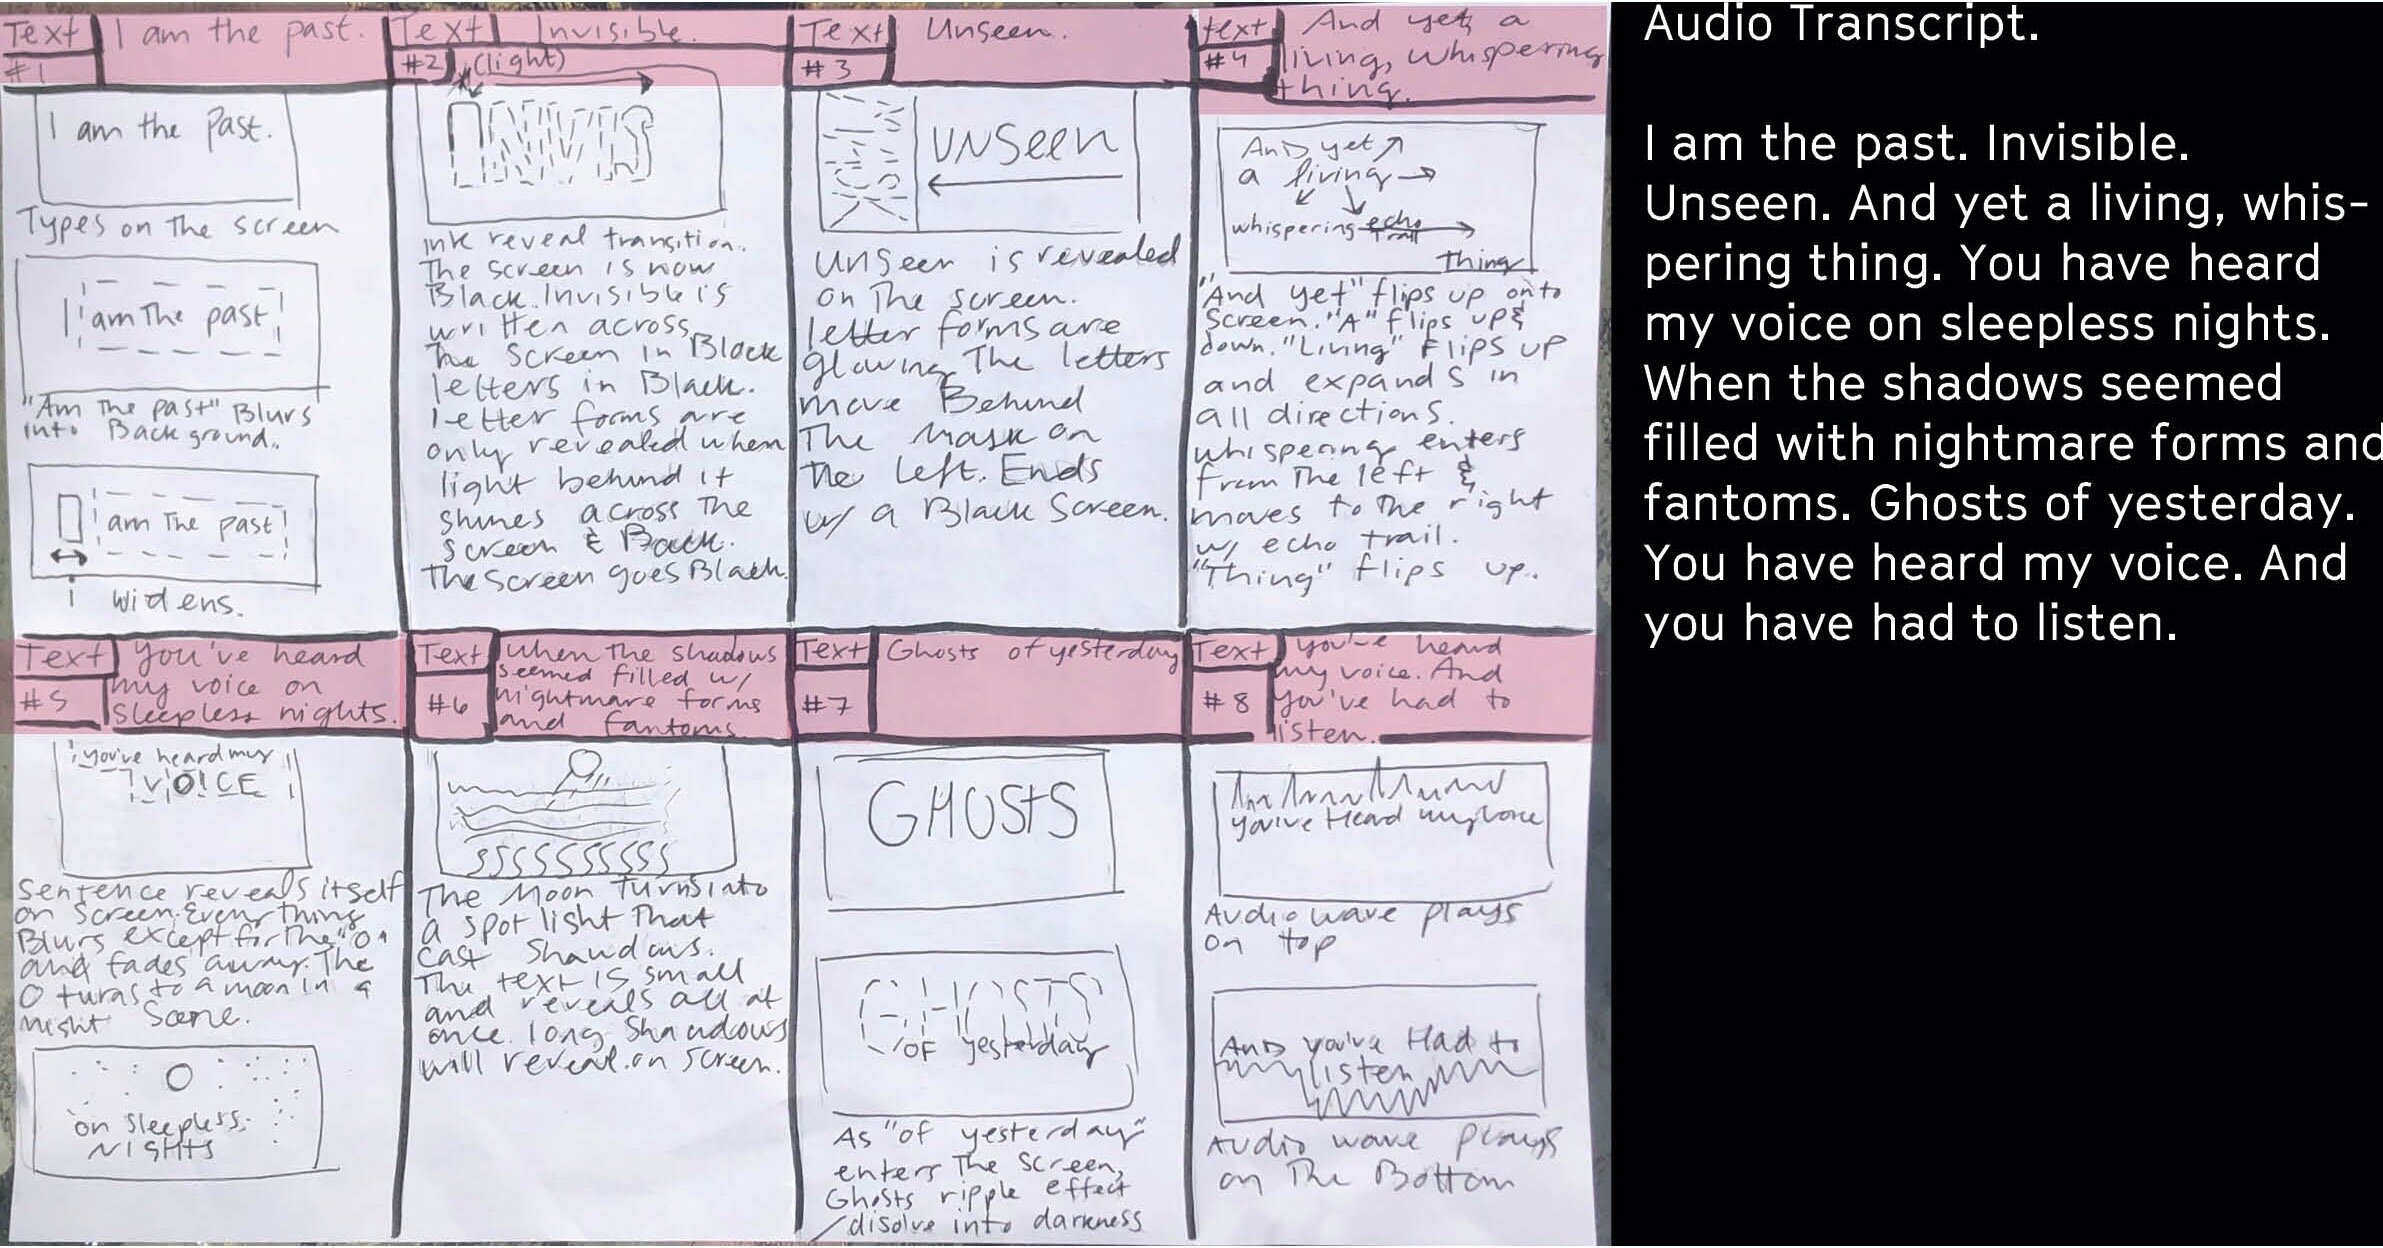 Text #1
I am the past.
I am the past.
Types on the screen
I am The past
"Am The past" Blurs
into Background.
I am The past
i widens.
Text #2
Invisible.
(light)
INVIS
ink reveal transition.
The screen is now
Black. Invisible is
written across
The screen in Black
letters in Black.
letter forms are
only revealed when
light behind it
shines across The
screen & Back.
The screen goes Black.
Text #3
Unseen.
UNSEEN
Unseen is revealed
on The screen.
letter forms are
glowing The letters
move Behind
The mask on
The left. Ends
w/ a Black Screen.
text #4
And yet, a
living, whispering
thing.
And yet
a living
whispering echo
trail
Thing
"And yet" flips up onto
screen. "A" flips up &
down. "Living" flips up
and expands in
all directions.
whispering enters
from The left &
moves to the right
w/ echo trail.
"Thing" flips up.
Text #5
You've heard
my voice on
sleepless nights.
you've heard my
VOICE
Sentence reveals itself
on screen. Everything
Blurs except for The "O"
and fades away. The
O turns to a moon in a
night Scene.
on sleepless
NIGHTS
Text #6
when the shadows
seemed filled w/
nightmare forms
and fantoms.
SSSSSSSSSS
The Moon Turns into
a spot light That
cast Shaudows.
The text is small
and reveals all at
once. long Shaudows
will reveal on screen.
Text #7
Ghosts of yesterday
GHOSTS
GHOSTS
OF yesterday
As "of yesterday"
enters The screen,
Ghosts ripple effect
/disolve into darkness
Text #8
you've heard
my voice. And
you've had to
listen.
you've Heard my voice
Audio wave plays
on top
And you've Had to
listen
Audio wave plays
on The Bottom
Audio Transcript.
I am the past. Invisible.
Unseen. And yet a living, whis-
pering thing. You have heard
my voice on sleepless nights.
When the shadows seemed
filled with nightmare forms and
fantoms. Ghosts of yesterday.
You have heard my voice. And
you have had to listen.